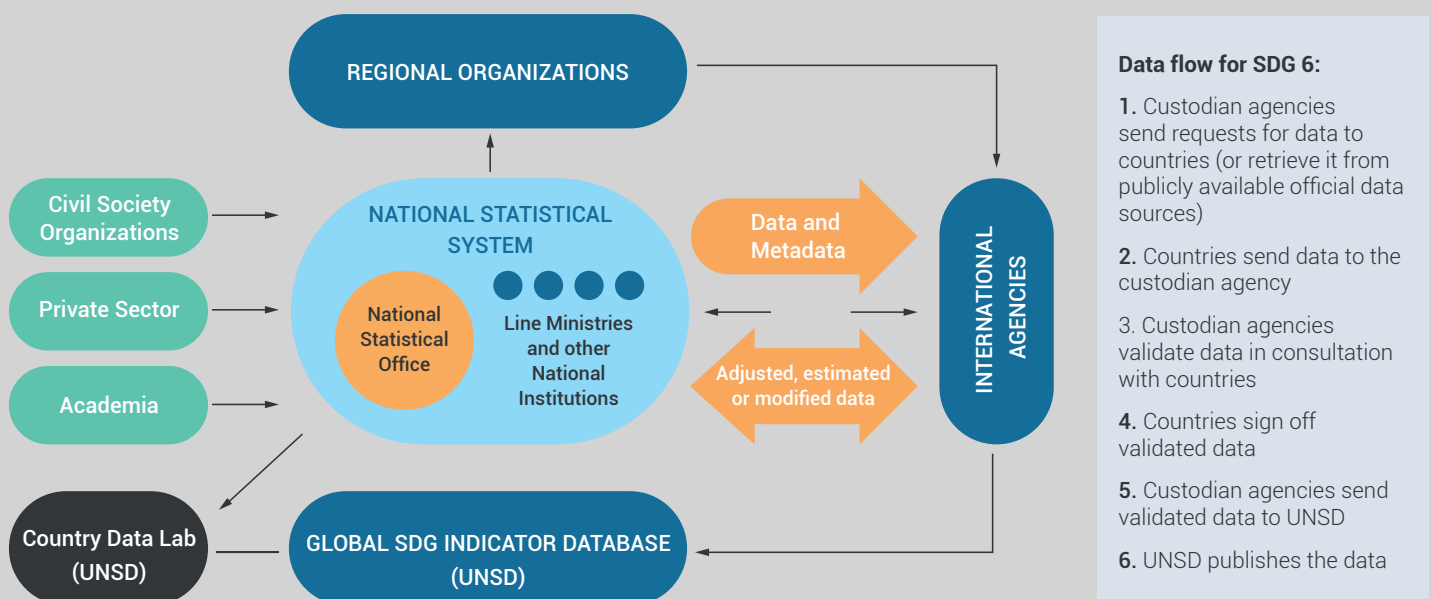 REGIONAL ORGANIZATIONS
Civil Society
Organizations
Private Sector
Academia
NATIONAL STATISTICAL
SYSTEM
National
Statistical
Office
Line Ministries
and other
National
Institutions
Data and
Metadata
Adjusted, estimated
or modified data
INTERNATIONAL
AGENCIES
Country Data Lab
(UNSD)
GLOBAL SDG INDICATOR DATABASE
(UNSD)
Data flow for SDG 6:
1. Custodian agencies
send requests for data to
countries (or retrieve it from
publicly available official data
sources)
2. Countries send data to the
custodian agency
3. Custodian agencies
validate data in consultation
with countries
4. Countries sign off
validated data
5. Custodian agencies send
validated data to UNSD
6. UNSD publishes the data